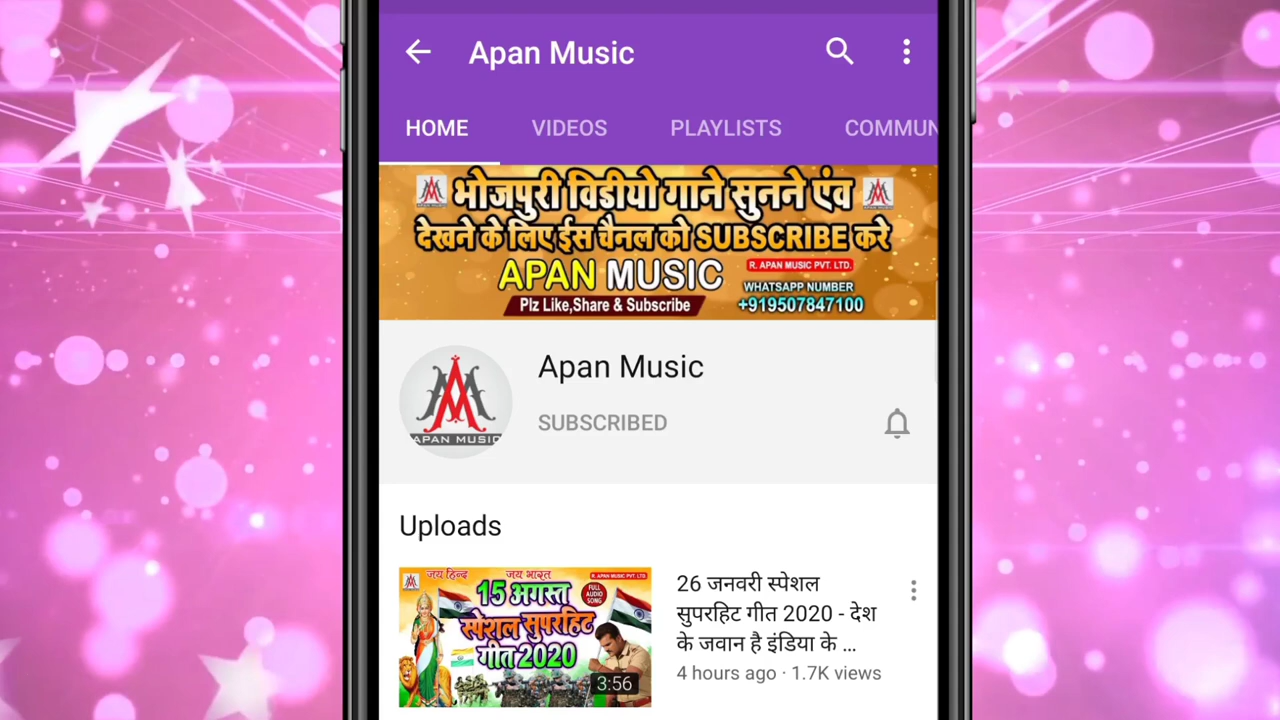 Apan Music
HOME VIDEOS PLAYLISTS COMMUN
भोजपुरी विडीयो गाने सुनने एंव
देखने के लिए ईस चैनल को SUBSCRIBE करे
APAN MUSIC
R. APAN MUSIC PVT. LTD.
WHATSAPP NUMBER
+919507847100
Plz Like,Share & Subscribe
Apan Music
SUBSCRIBED
APAN MUSIC
Uploads
जय हिन्द जय भारत
R. APAN MUSIC PVT. LTD
15 अगस्त
FULL
AUDIO
SONG
स्पेशल सुपरहिट
गीत 2020
3:56
26 जनवरी स्पेशल
सुपरहिट गीत 2020 - देश
के जवान है इंडिया के ...
4 hours ago · 1.7K views